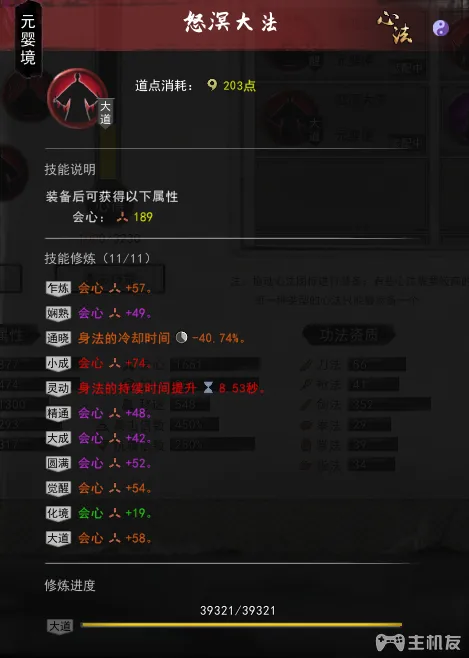 元婴境
怒溟大法
心法
道点消耗： 203点
大道
技能说明
装备后可获得以下属性
会心： 189
技能修炼（11/11）
乍炼 会心 +57。
娴熟 会心 +49。
通晓 身法的冷却时间 -40.74%。
小成 会心 +74。
灵动 身法的持续时间提升 8.53秒。
精通 会心 +48。
大成 会心 +42。
圆满 会心 +52。
觉醒 会心 +54。
化境 会心 +19。
大道 会心 +58。
功法资质
修炼进度
39321/39321
大道
主机友